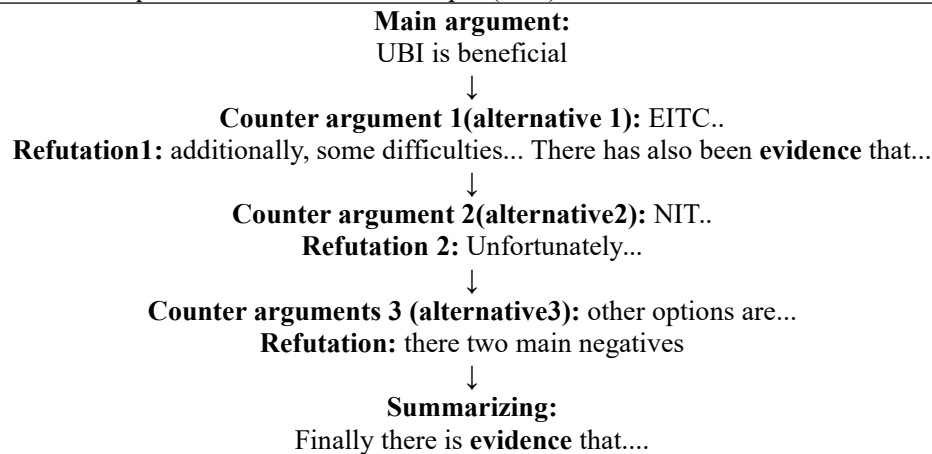 Main argument:
UBI is beneficial
↓
Counter argument 1(alternative 1): EITC..
Refutation1: additionally, some difficulties... There has also been evidence that...
↓
Counter argument 2(alternative2): NIT..
Refutation 2: Unfortunately...
↓
Counter arguments 3 (alternative3): other options are...
Refutation: there two main negatives
↓
Summarizing:
Finally there is evidence that....